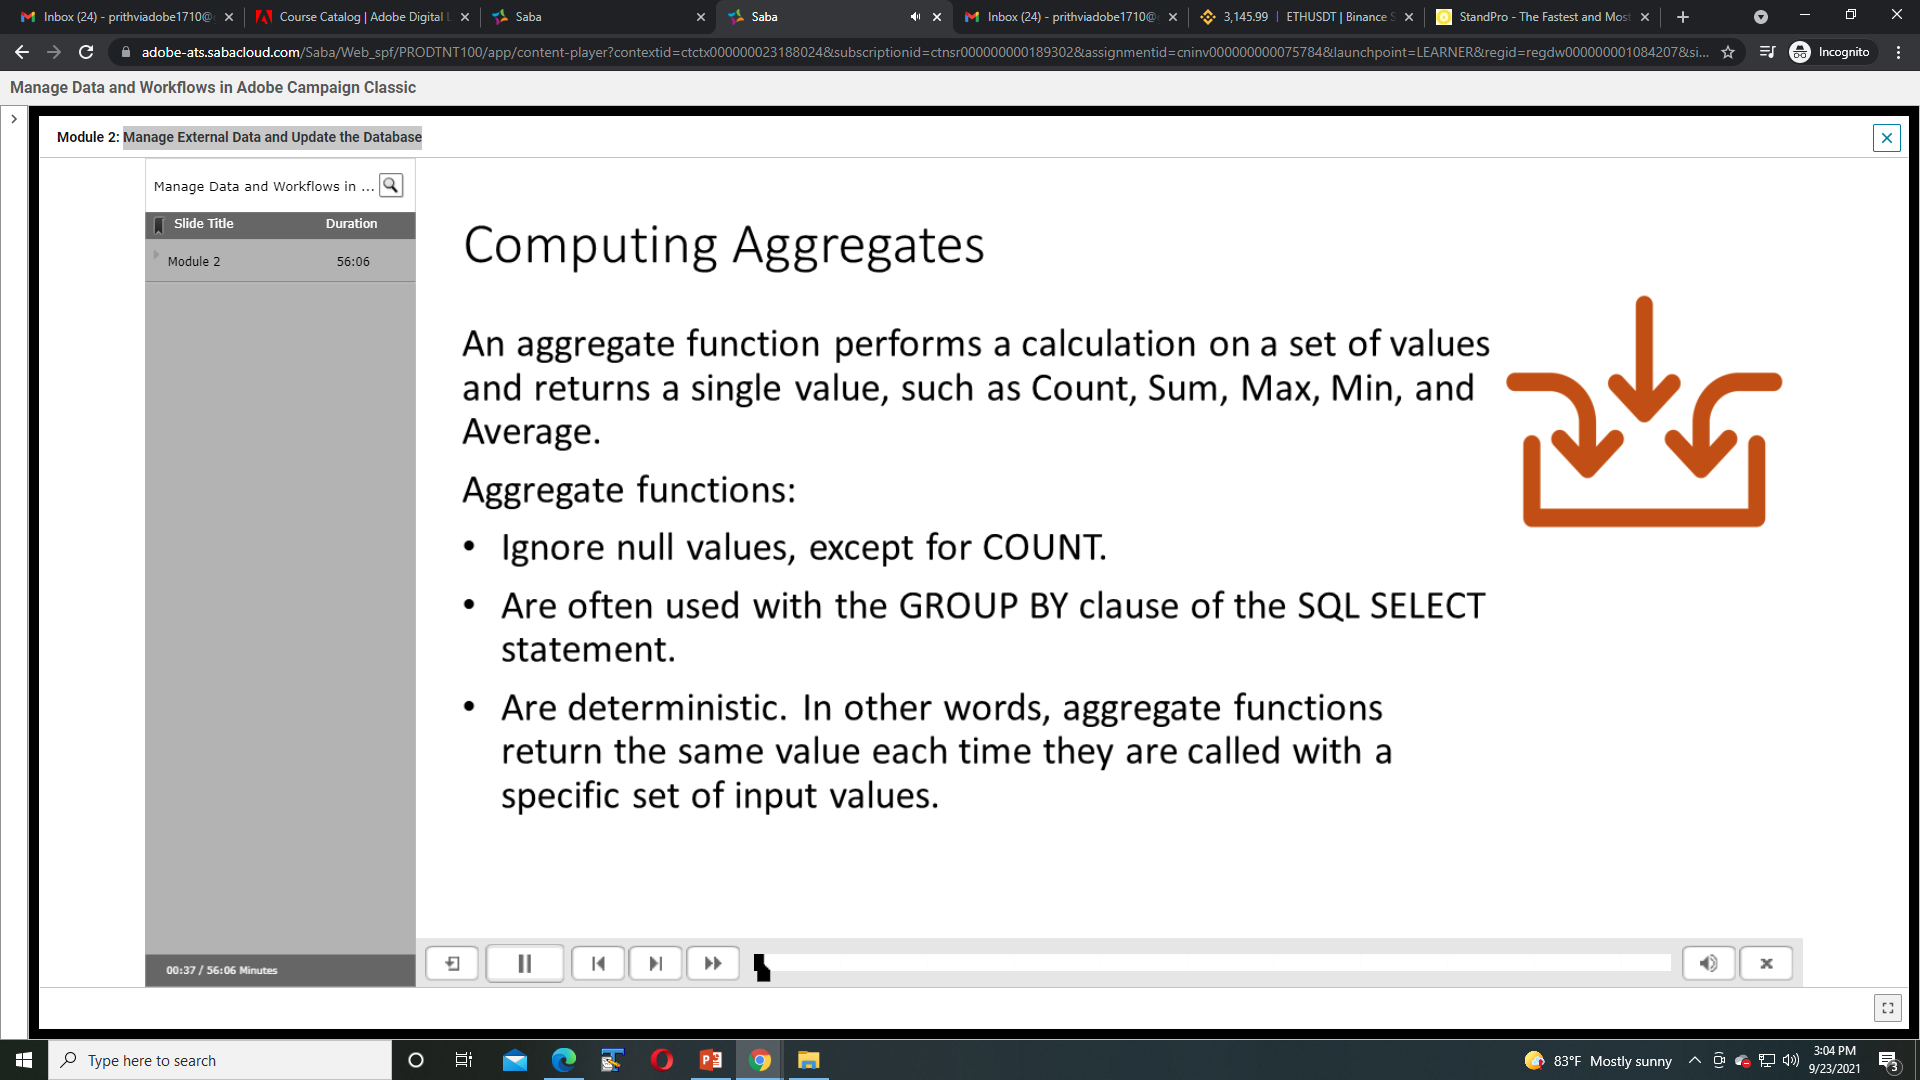 Inbox (24) - prithviadobe1710@
Course Catalog | Adobe Digital L
Saba
Saba
Inbox (24) - prithviadobe1710@
3,145.99 | ETHUSDT | Binance S
StandPro - The Fastest and Most
adobe-ats.sabacloud.com/Saba/Web_spf/PRODTNT100/app/content-player?contextid=ctctx000000023188024&subscriptionid=ctnsr0000000000189302&assignmentid=cninv000000000075784&launchpoint=LEARNER&regid=regdw000000001084207&si...
Incognito
Manage Data and Workflows in Adobe Campaign Classic
Module 2: Manage External Data and Update the Database
Manage Data and Workflows in ...
Slide Title Duration
Module 2 56:06
Computing Aggregates
An aggregate function performs a calculation on a set of values
and returns a single value, such as Count, Sum, Max, Min, and
Average.
Aggregate functions:
• Ignore null values, except for COUNT.
• Are often used with the GROUP BY clause of the SQL SELECT
statement.
• Are deterministic. In other words, aggregate functions
return the same value each time they are called with a
specific set of input values.
00:37 / 56:06 Minutes
Type here to search
83°F Mostly sunny
3:04 PM
9/23/2021
3